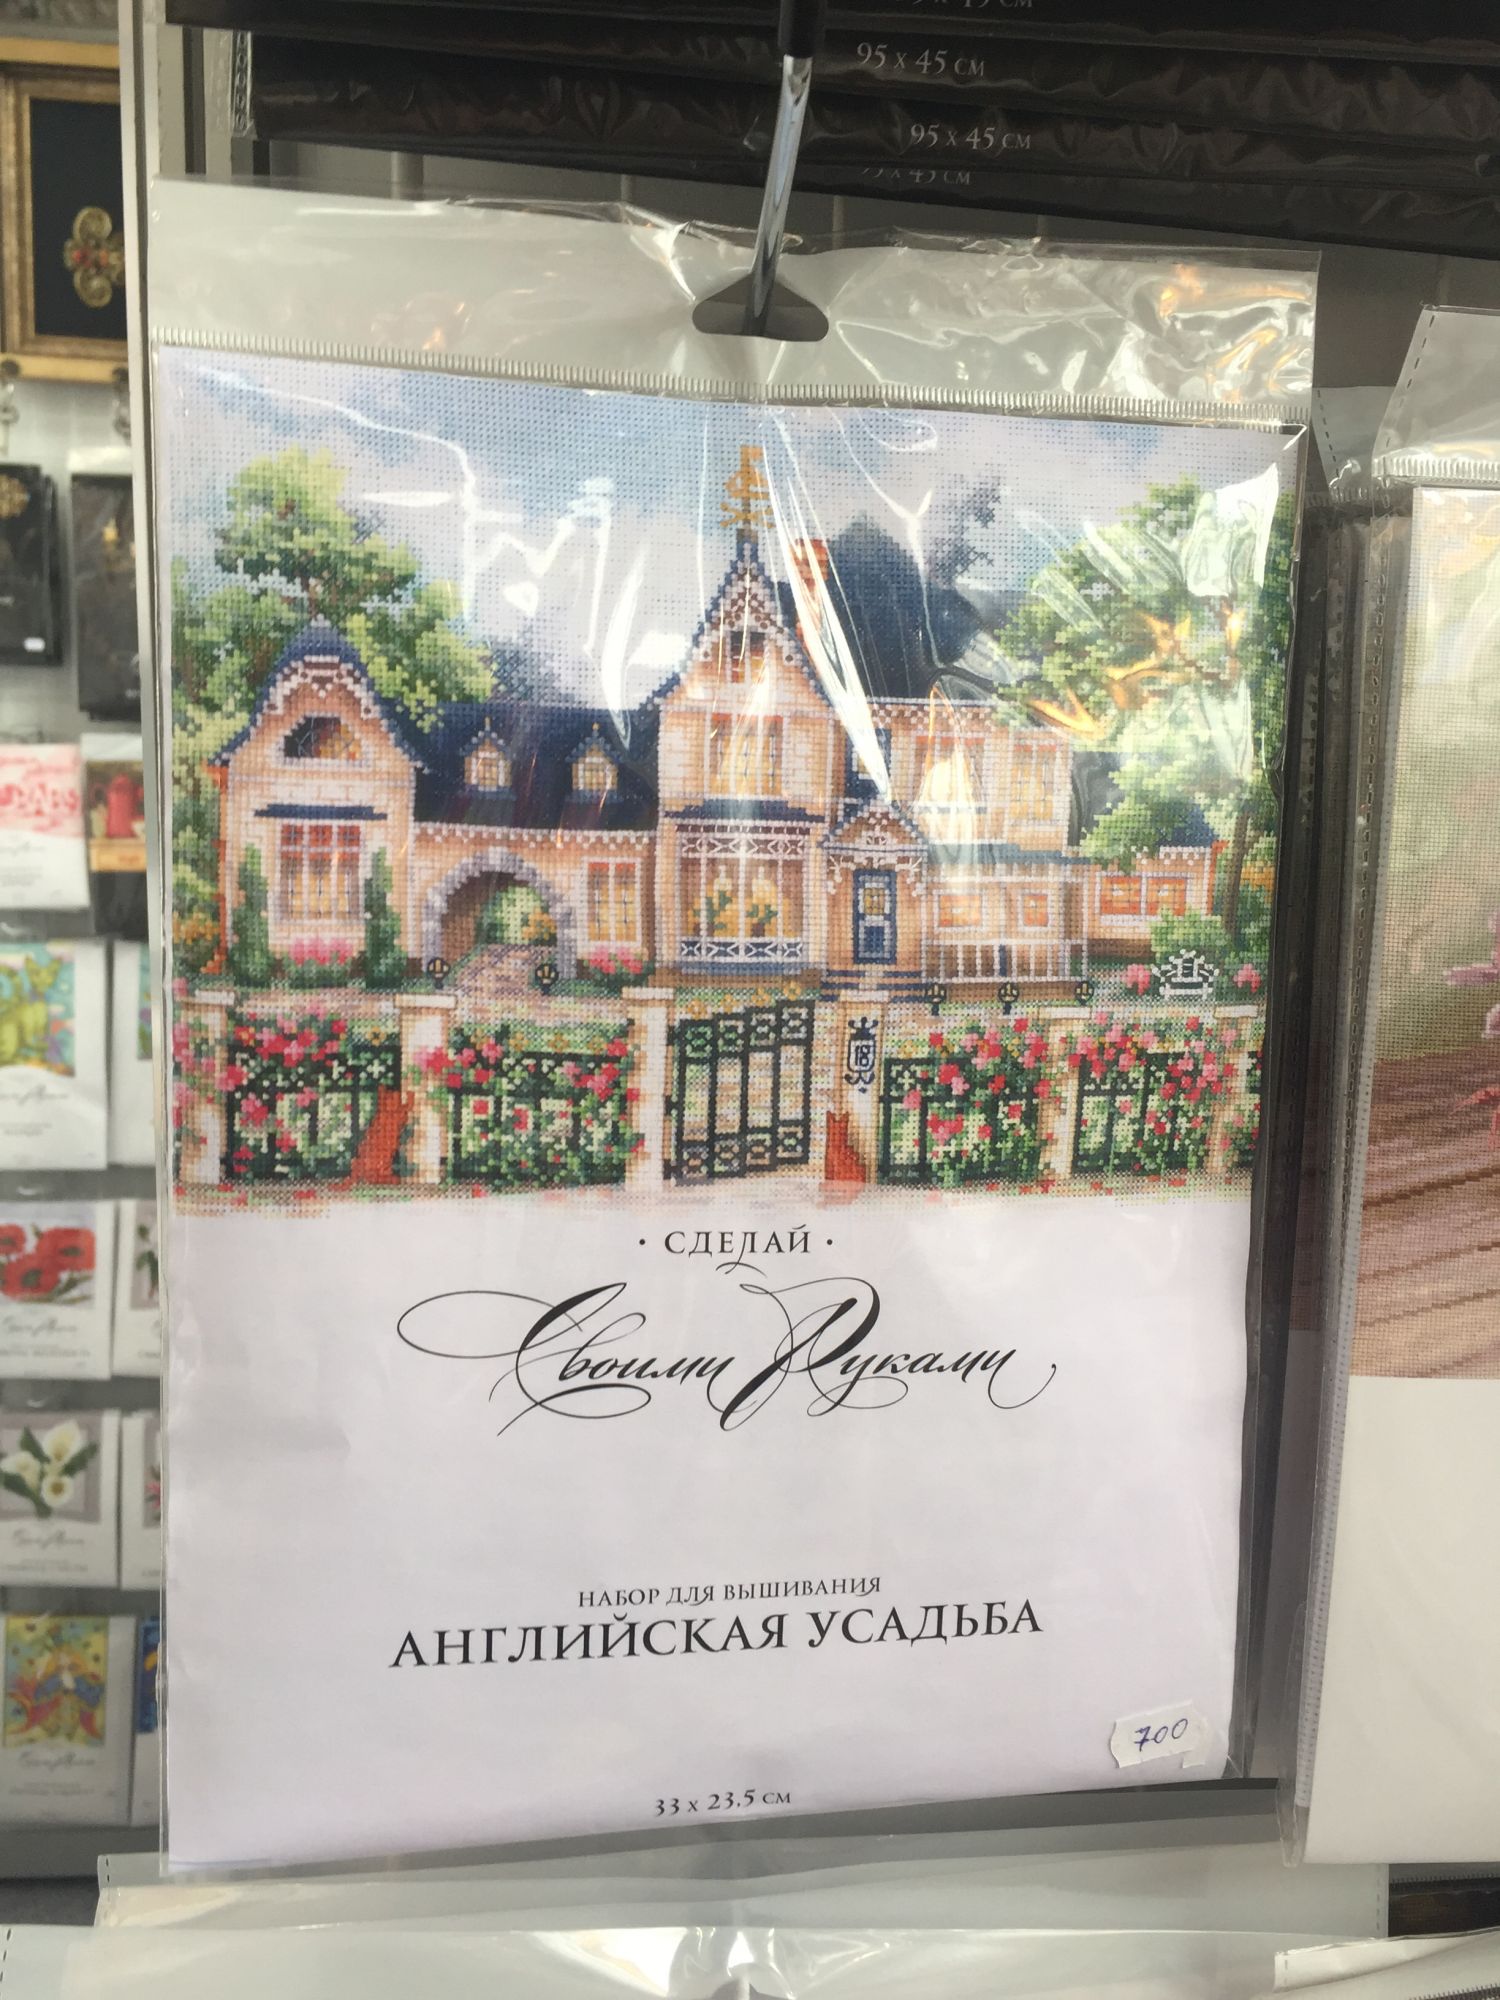 95 x 45 см
95 x 45 см
· СДЕЛАЙ ·
Своими Руками
НАБОР ДЛЯ ВЫШИВАНИЯ
АНГЛИЙСКАЯ УСАДЬБА
700
33 x 23,5 см